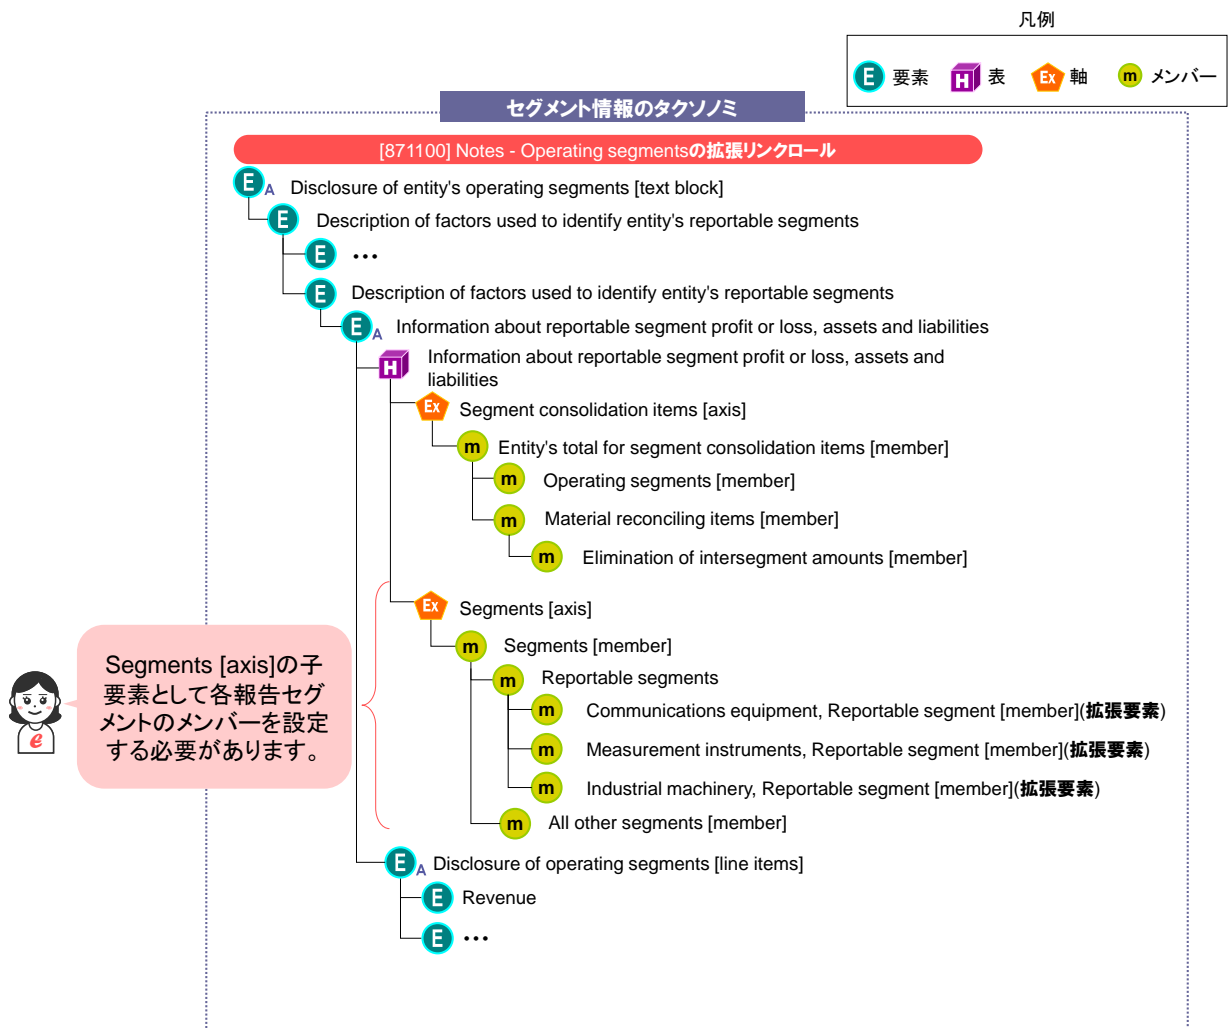 凡例
E 要素 H 表 Ex 軸 m メンバー
セグメント情報のタクソノミ
[871100] Notes - Operating segmentsの拡張リンクロール
E A Disclosure of entity's operating segments [text block]
E Description of factors used to identify entity's reportable segments
E ・・・
E Description of factors used to identify entity's reportable segments
E A Information about reportable segment profit or loss, assets and liabilities
H Information about reportable segment profit or loss, assets and
liabilities
Ex Segment consolidation items [axis]
m Entity's total for segment consolidation items [member]
m Operating segments [member]
m Material reconciling items [member]
m Elimination of intersegment amounts [member]
Ex Segments [axis]
m Segments [member]
m Reportable segments
m Communications equipment, Reportable segment [member](拡張要素)
m Measurement instruments, Reportable segment [member](拡張要素)
m Industrial machinery, Reportable segment [member](拡張要素)
m All other segments [member]
E A Disclosure of operating segments [line items]
E Revenue
E ・・・
Segments [axis]の子
要素として各報告セグ
メントのメンバーを設定
する必要があります。
e